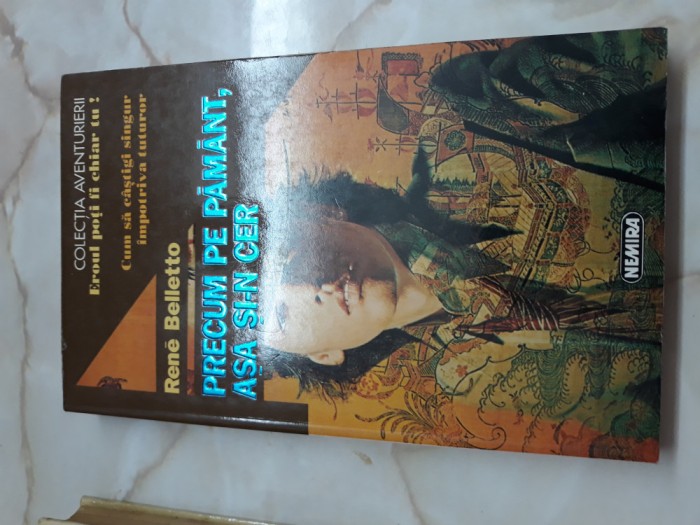 COLECȚIA AVENTURIERII
Eroul poți fi chiar tu !
Cum să câștigi singur
împotriva tuturor
René Belletto
PRECUM PE PĂMÂNT,
AȘA ȘI-N CER
NEMIRA